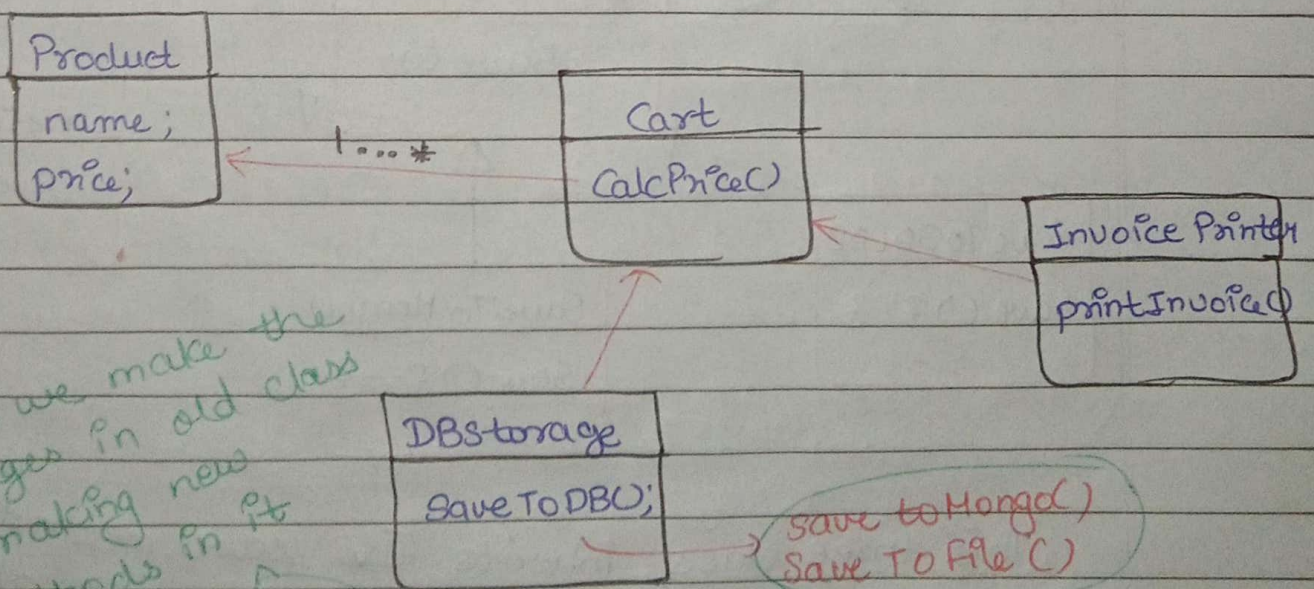 Product
name;
price;
1...*
Cart
CalcPrice()
Invoice Printer
printInvoice()
we make the
in old class
new
in it
DBStorage
SaveToDB();
save toMongo()
Save To File ()